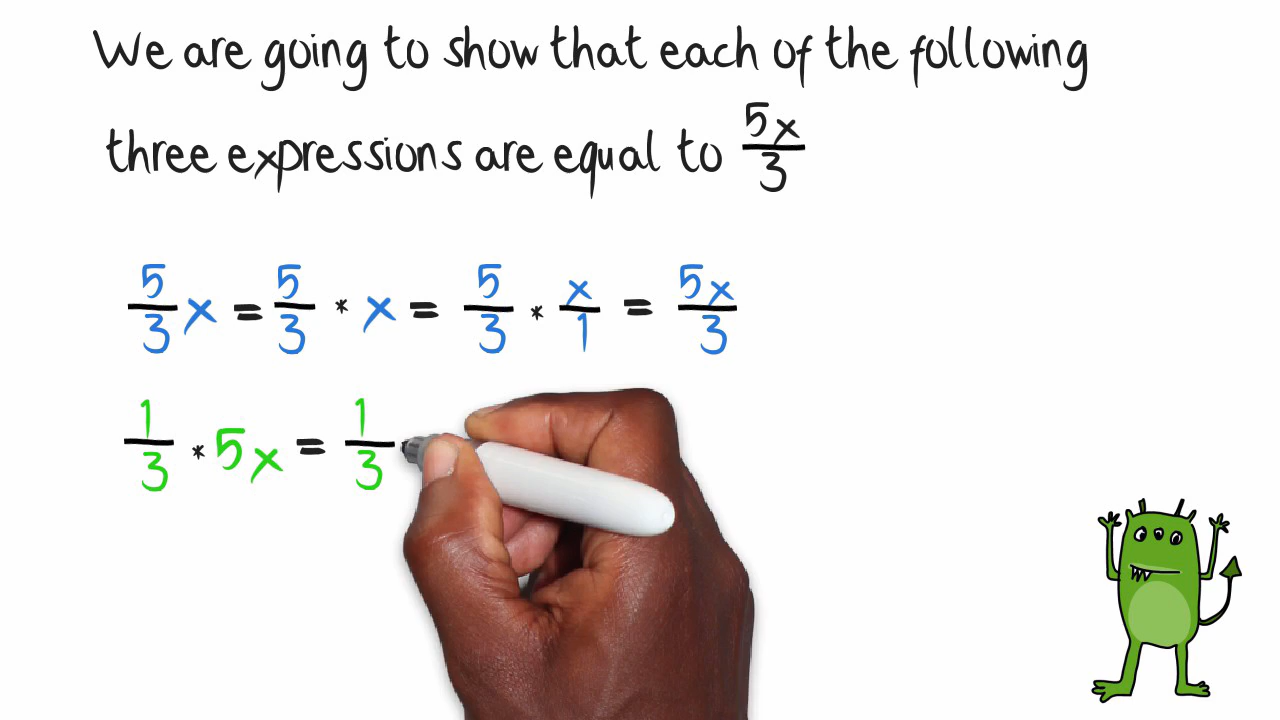 We are going to show that each of the following
three expressions are equal to 5x/3
5/3 x = 5/3 * x = 5/3 * x/1 = 5x/3
1/3 * 5x = 1/3